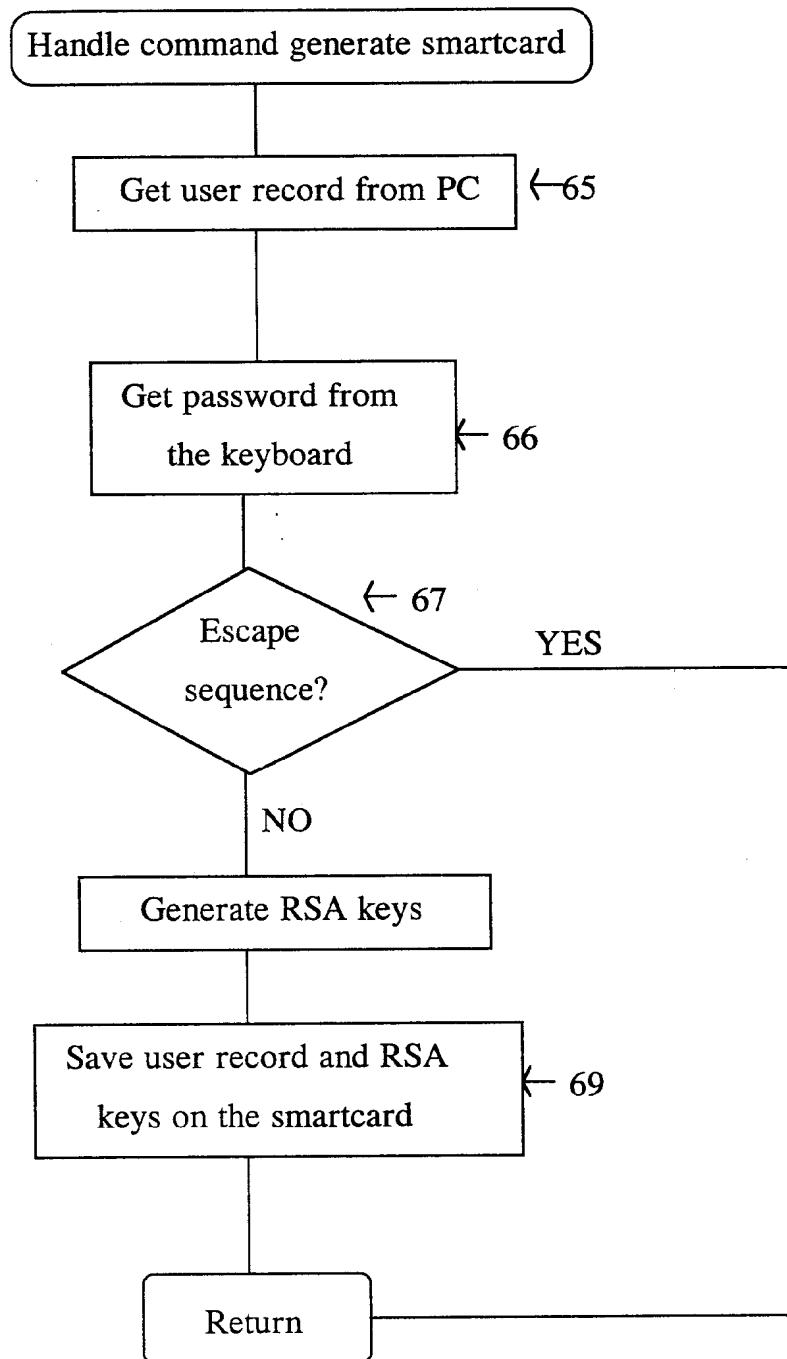 Handle command generate smartcard
Get user record from PC
65
Get password from
the keyboard
66
67
Escape
sequence?
YES
NO
Generate RSA keys
Save user record and RSA
keys on the smartcard
69
Return